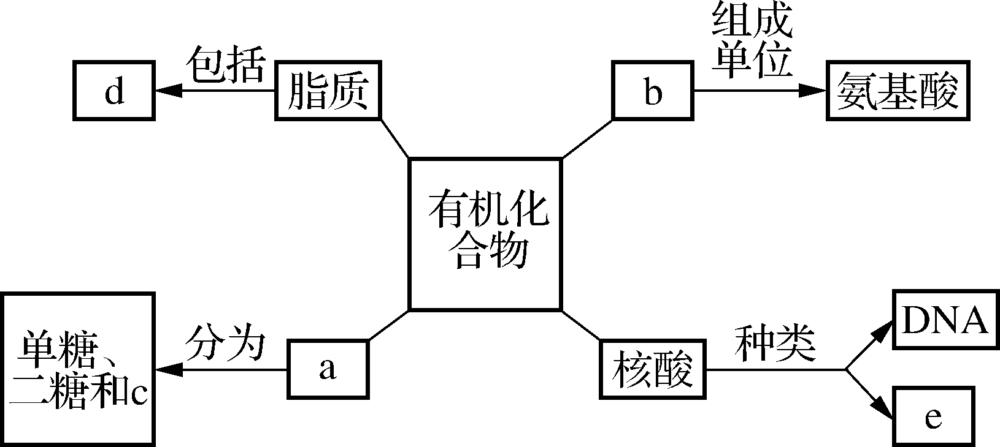 组成
单位
包括
d
脂质
b
氨基酸
有机化
合物
单糖、
二糖和c
分为
a
核酸
种类
DNA
e